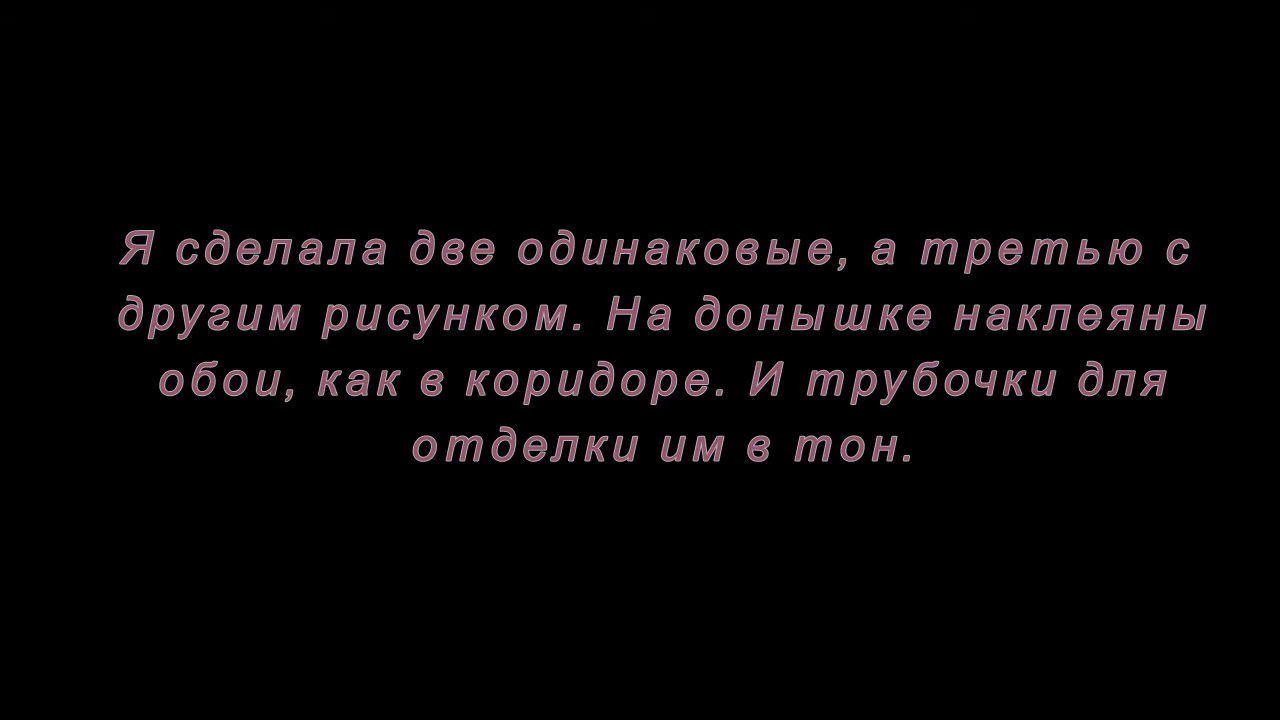 Я сделала две одинаковые, а третью с
другим рисунком. На донышке наклеяны
обои, как в коридоре. И трубочки для
отделки им в тон.